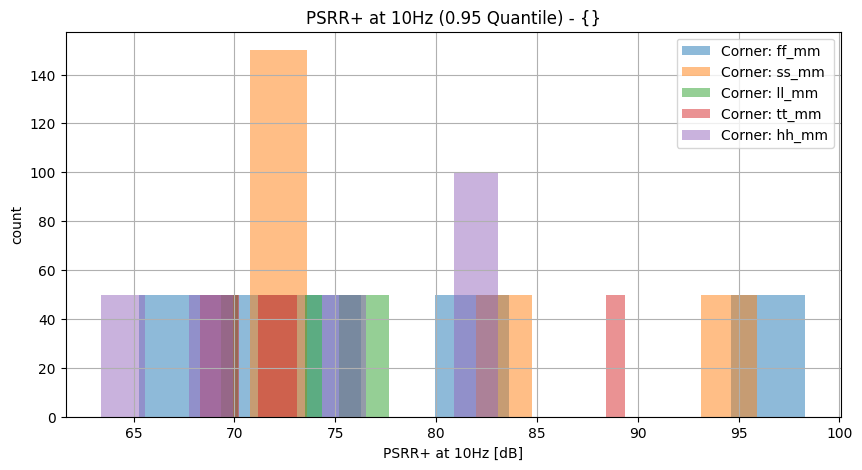 PSRR+ at 10Hz (0.95 Quantile) - {}
count
140
120
100
80
60
40
20
0
Corner: ff_mm
Corner: ss_mm
Corner: ll_mm
Corner: tt_mm
Corner: hh_mm
65 70 75 80 85 90 95 100
PSRR+ at 10Hz [dB]